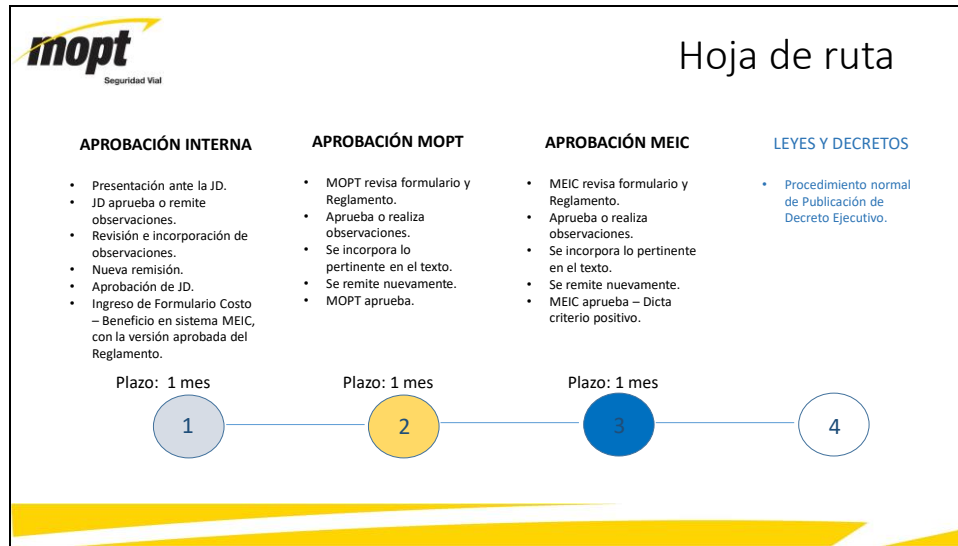 mopt
Seguridad Vial
Hoja de ruta
APROBACIÓN INTERNA
• Presentación ante la JD.
• JD aprueba o remite
observaciones.
• Revisión e incorporación de
observaciones.
• Nueva remisión.
• Aprobación de JD.
• Ingreso de Formulario Costo
– Beneficio en sistema MEIC,
con la versión aprobada del
Reglamento.
Plazo: 1 mes
1
APROBACIÓN MOPT
• MOPT revisa formulario y
Reglamento.
• Aprueba o realiza
observaciones.
• Se incorpora lo
pertinente en el texto.
• Se remite nuevamente.
• MOPT aprueba.
Plazo: 1 mes
2
APROBACIÓN MEIC
• MEIC revisa formulario y
Reglamento.
• Aprueba o realiza
observaciones.
• Se incorpora lo pertinente
en el texto.
• Se remite nuevamente.
• MEIC aprueba – Dicta
criterio positivo.
Plazo: 1 mes
3
LEYES Y DECRETOS
• Procedimiento normal
de Publicación de
Decreto Ejecutivo.
4